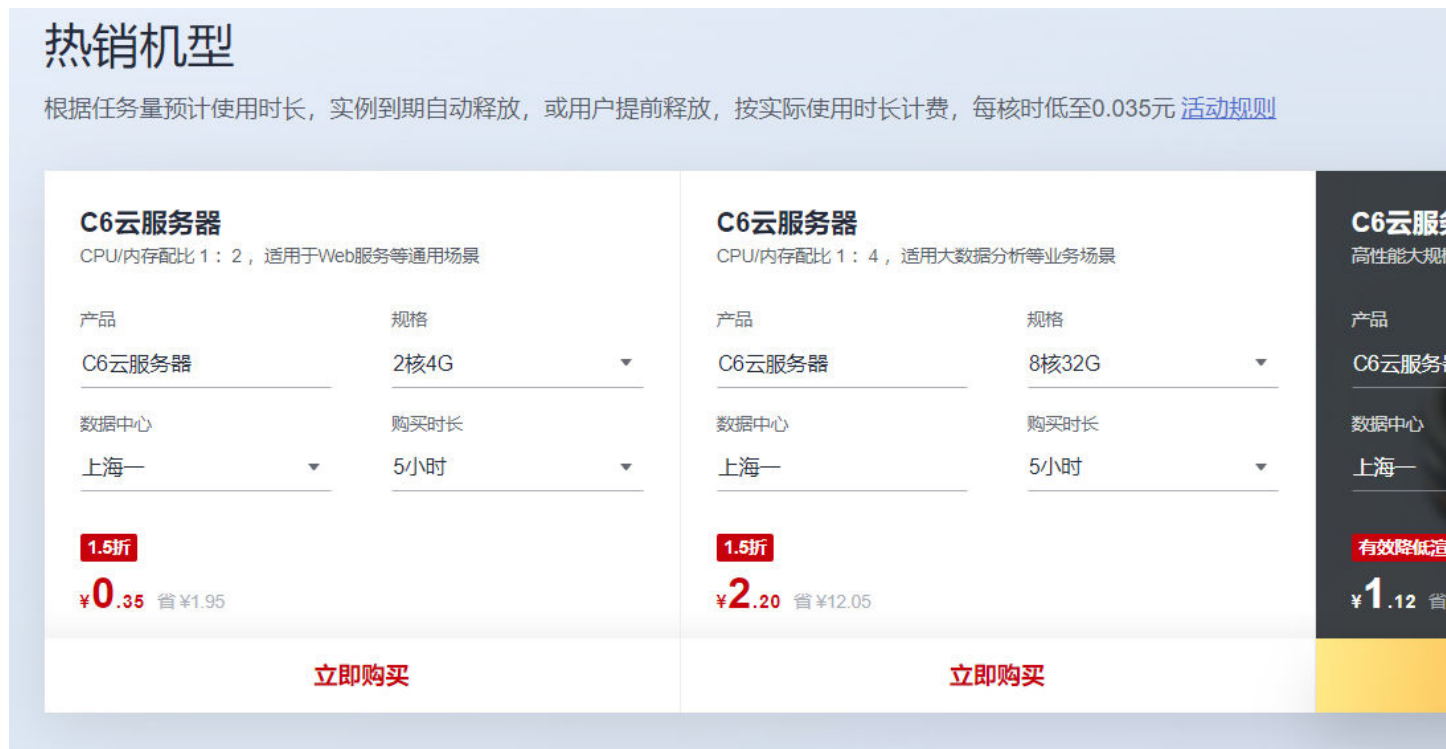 热销机型
根据任务量预计使用时长，实例到期自动释放，或用户提前释放，按实际使用时长计费，每核时低至0.035元 活动规则
C6云服务器
CPU/内存配比 1 ：2 ，适用于Web服务等通用场景
产品
规格
C6云服务器
2核4G
数据中心
购买时长
上海一
5小时
1.5折
¥0.35 省 ¥1.95
立即购买
C6云服务器
CPU/内存配比 1 ：4 ，适用大数据分析等业务场景
产品
规格
C6云服务器
8核32G
数据中心
购买时长
上海一
5小时
1.5折
¥2.20 省 ¥12.05
立即购买
C6云服
高性能大规
产品
C6云服务
数据中心
上海一
有效降低渲
¥1.12 省